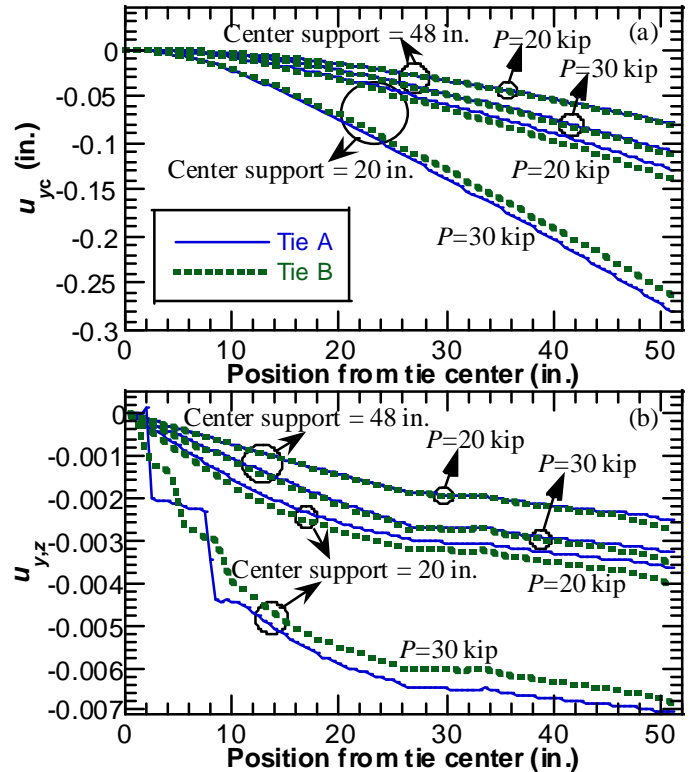 Center support = 48 in.
(a)
P=20 kip
P=30 kip
0
-0.05
-0.1
-0.15
-0.2
-0.25
-0.3
u_yc (in.)
Center support = 20 in.
P=20 kip
P=30 kip
Tie A
Tie B
0 10 20 30 40 50
Position from tie center (in.)
(b)
Center support = 48 in.
P=20 kip
P=30 kip
0
-0.001
-0.002
-0.003
-0.004
-0.005
-0.006
-0.007
u_y,z
Center support = 20 in.
P=20 kip
P=30 kip
0 10 20 30 40 50
Position from tie center (in.)